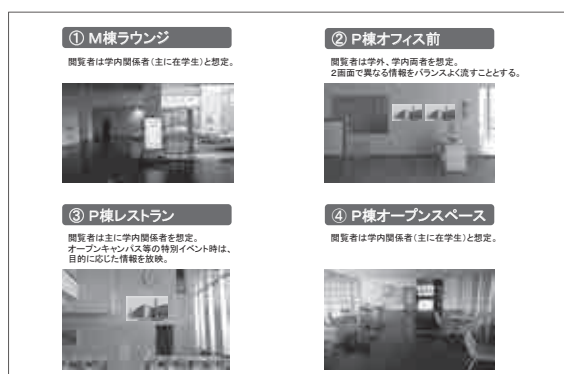 ① M棟ラウンジ
閲覧者は学内関係者（主に在学生）と想定。
② P棟オフィス前
閲覧者は学外、学内両者を想定。
2画面で異なる情報をバランスよく流すこととする。
③ P棟レストラン
閲覧者は主に学内関係者を想定。
オープンキャンパス等の特別イベント時は、
目的に応じた情報を放映。
④ P棟オープンスペース
閲覧者は学内関係者（主に在学生）と想定。